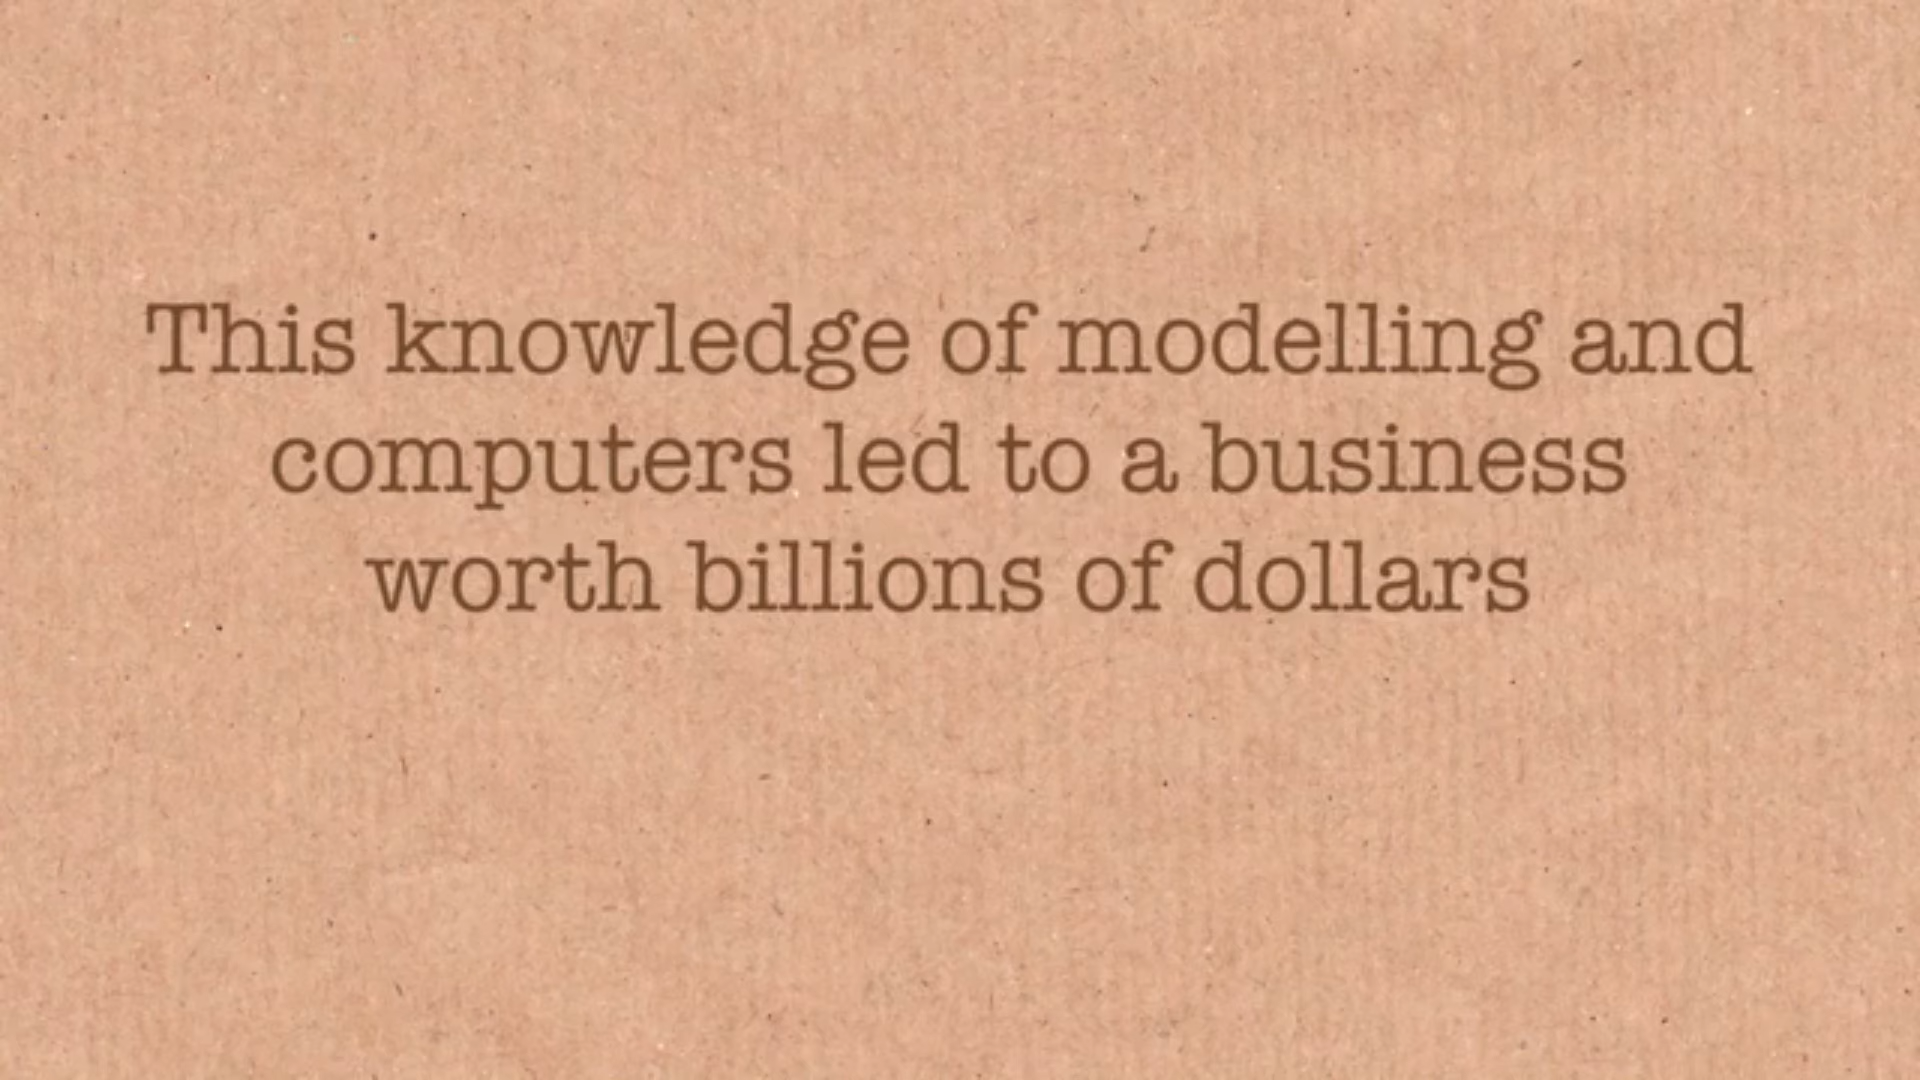 This knowledge of modelling and
computers led to a business
worth billions of dollars